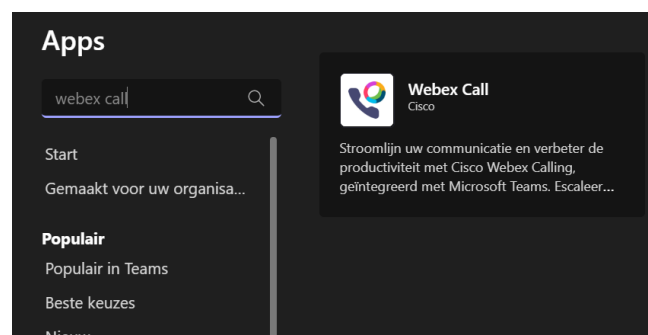 Apps
webex call
Webex Call
Cisco
Stroomlijn uw communicatie en verbeter de
productiviteit met Cisco Webex Calling,
geïntegreerd met Microsoft Teams. Escaleer...
Start
Gemaakt voor uw organisa...
Populair
Populair in Teams
Beste keuzes
Nieuw